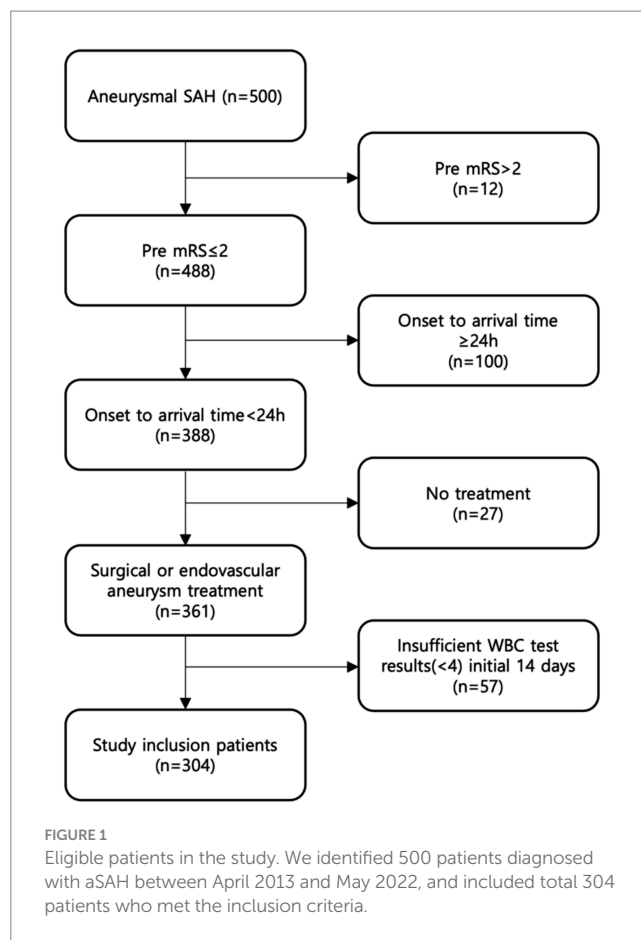 Aneurysmal SAH (n=500)
Pre mRS>2
(n=12)
Pre mRS≤2
(n=488)
Onset to arrival time
≥24h
(n=100)
Onset to arrival time<24h
(n=388)
No treatment
(n=27)
Surgical or endovascular
aneurysm treatment
(n=361)
Insufficient WBC test
results(<4) initial 14 days
(n=57)
Study inclusion patients
(n=304)
FIGURE 1
Eligible patients in the study. We identified 500 patients diagnosed
with aSAH between April 2013 and May 2022, and included total 304
patients who met the inclusion criteria.